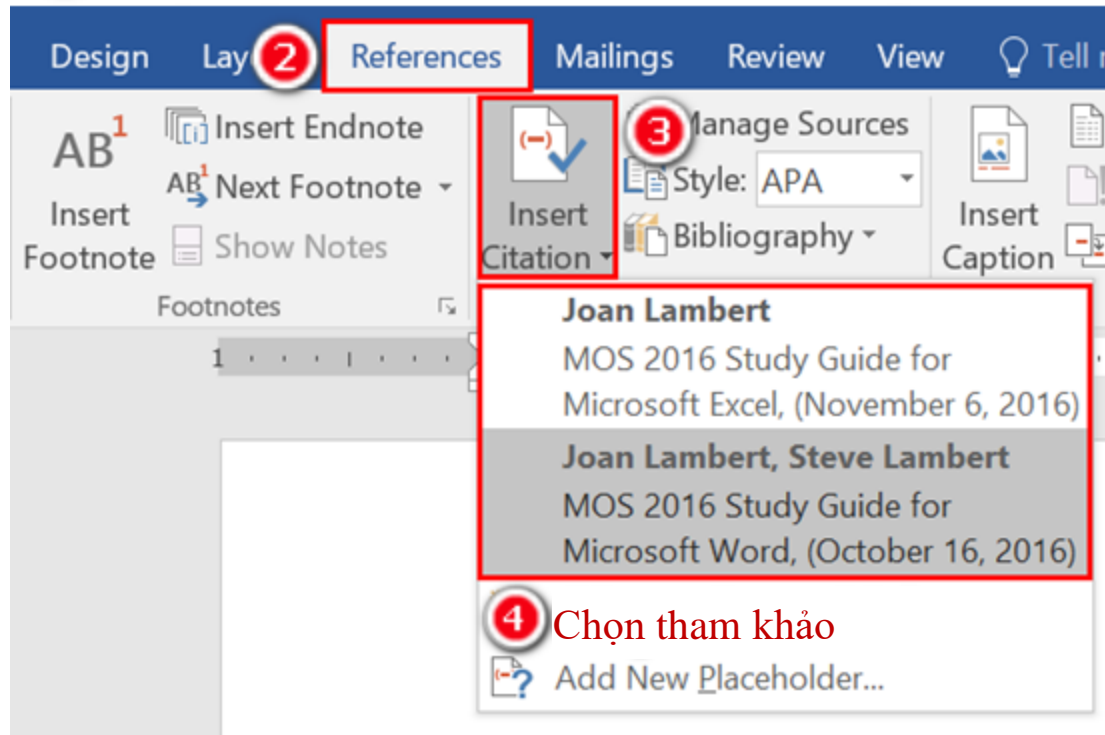 Design Lay 2 References Mailings Review View Tell
AB1 Insert Endnote
AB1 Next Footnote
Insert
Footnote
Show Notes
Footnotes
Insert
Citation
3 Manage Sources
Style: APA
Bibliography
Insert
Caption
1
Joan Lambert
MOS 2016 Study Guide for
Microsoft Excel, (November 6, 2016)
Joan Lambert, Steve Lambert
MOS 2016 Study Guide for
Microsoft Word, (October 16, 2016)
4 Chọn tham khảo
Add New Placeholder...